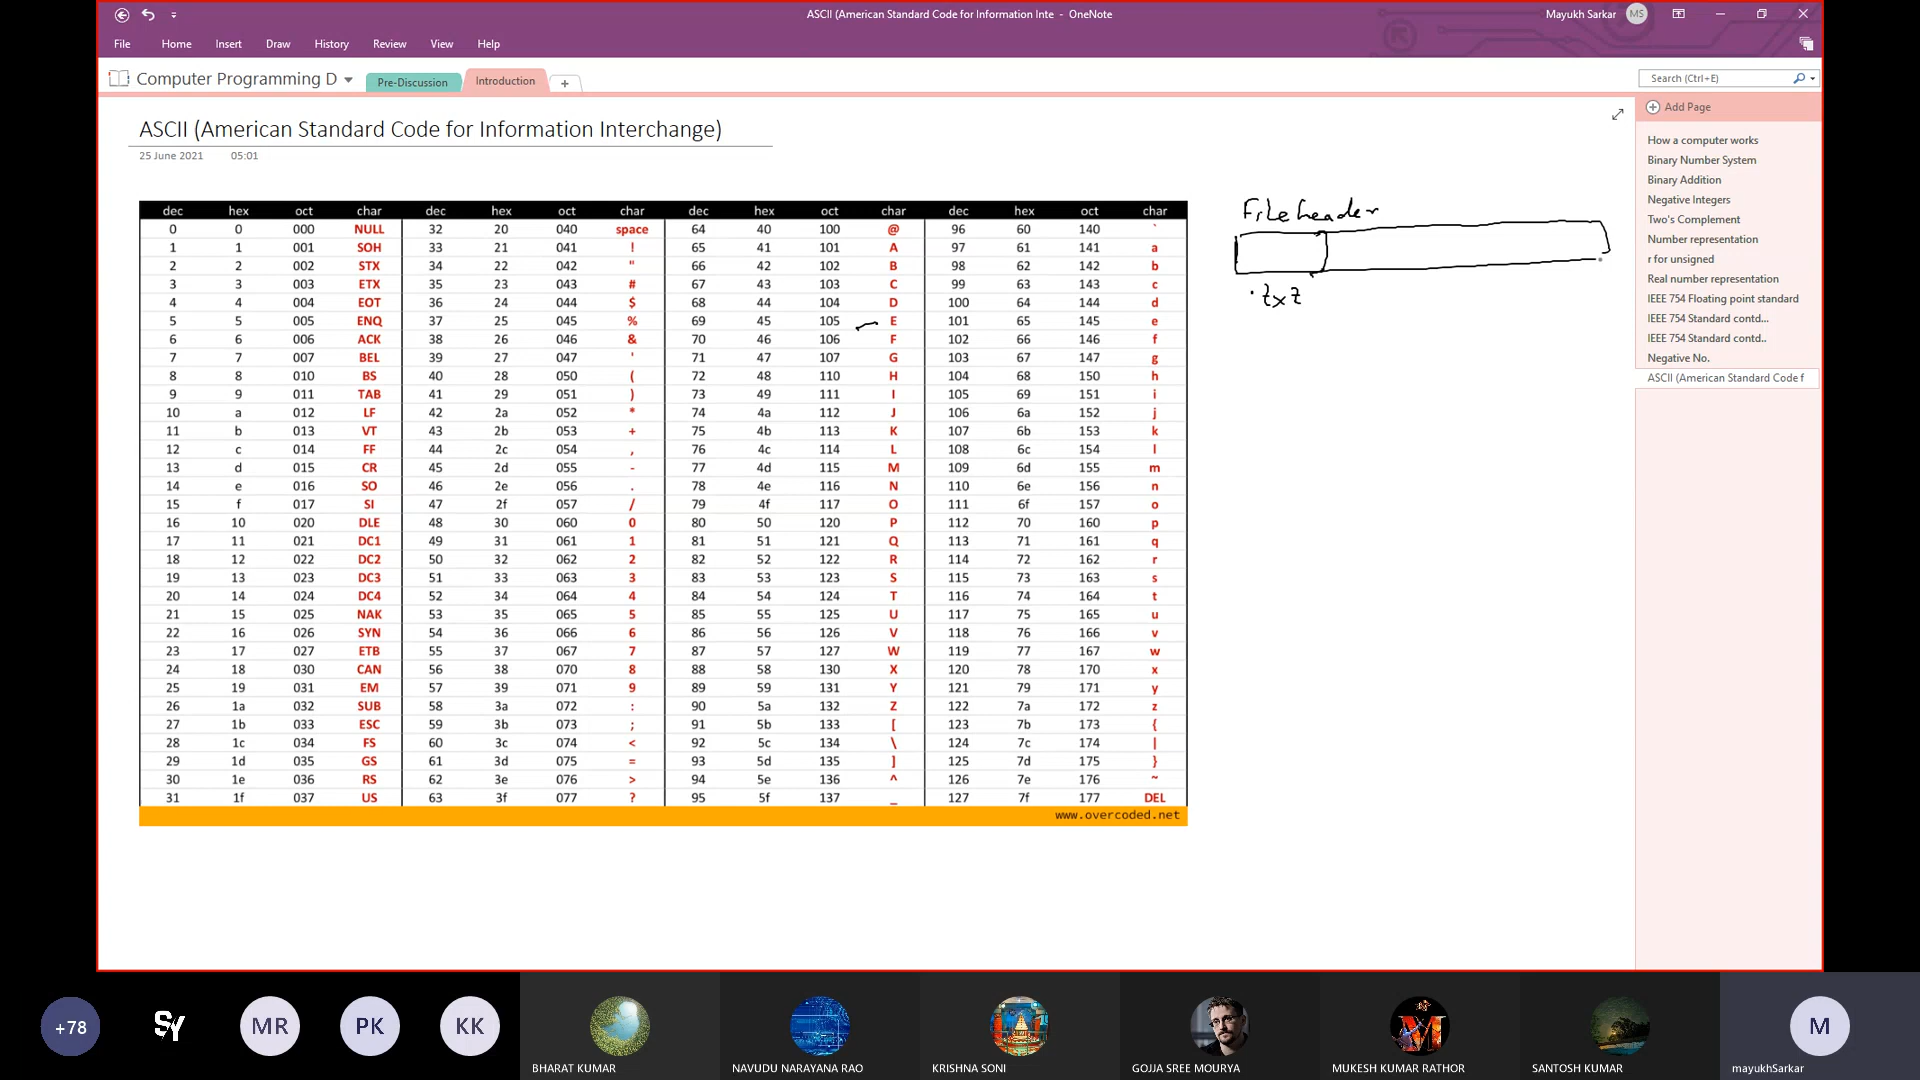 ASCII (American Standard Code for Information Inte - OneNote
Mayukh Sarkar MS
File Home Insert Draw History Review View Help
Computer Programming D Pre-Discussion Introduction +
Search (Ctrl+E)
Add Page
ASCII (American Standard Code for Information Interchange)
25 June 2021 05:01
How a computer works
Binary Number System
Binary Addition
Negative Integers
Two's Complement
Number representation
r for unsigned
Real number representation
IEEE 754 Floating point standard
IEEE 754 Standard contd...
IEEE 754 Standard contd..
Negative No.
ASCII (American Standard Code f
File header
.txt
dec hex oct char dec hex oct char dec hex oct char dec hex oct char
0 0 000 NULL 32 20 040 space 64 40 100 @ 96 60 140 `
1 1 001 SOH 33 21 041 ! 65 41 101 A 97 61 141 a
2 2 002 STX 34 22 042 " 66 42 102 B 98 62 142 b
3 3 003 ETX 35 23 043 # 67 43 103 C 99 63 143 c
4 4 004 EOT 36 24 044 $ 68 44 104 D 100 64 144 d
5 5 005 ENQ 37 25 045 % 69 45 105 E 101 65 145 e
6 6 006 ACK 38 26 046 & 70 46 106 F 102 66 146 f
7 7 007 BEL 39 27 047 ' 71 47 107 G 103 67 147 g
8 8 010 BS 40 28 050 ( 72 48 110 H 104 68 150 h
9 9 011 TAB 41 29 051 ) 73 49 111 I 105 69 151 i
10 a 012 LF 42 2a 052 * 74 4a 112 J 106 6a 152 j
11 b 013 VT 43 2b 053 + 75 4b 113 K 107 6b 153 k
12 c 014 FF 44 2c 054 , 76 4c 114 L 108 6c 154 l
13 d 015 CR 45 2d 055 - 77 4d 115 M 109 6d 155 m
14 e 016 SO 46 2e 056 . 78 4e 116 N 110 6e 156 n
15 f 017 SI 47 2f 057 / 79 4f 117 O 111 6f 157 o
16 10 020 DLE 48 30 060 0 80 50 120 P 112 70 160 p
17 11 021 DC1 49 31 061 1 81 51 121 Q 113 71 161 q
18 12 022 DC2 50 32 062 2 82 52 122 R 114 72 162 r
19 13 023 DC3 51 33 063 3 83 53 123 S 115 73 163 s
20 14 024 DC4 52 34 064 4 84 54 124 T 116 74 164 t
21 15 025 NAK 53 35 065 5 85 55 125 U 117 75 165 u
22 16 026 SYN 54 36 066 6 86 56 126 V 118 76 166 v
23 17 027 ETB 55 37 067 7 87 57 127 W 119 77 167 w
24 18 030 CAN 56 38 070 8 88 58 130 X 120 78 170 x
25 19 031 EM 57 39 071 9 89 59 131 Y 121 79 171 y
26 1a 032 SUB 58 3a 072 : 90 5a 132 Z 122 7a 172 z
27 1b 033 ESC 59 3b 073 ; 91 5b 133 [ 123 7b 173 {
28 1c 034 FS 60 3c 074 < 92 5c 134 \ 124 7c 174 |
29 1d 035 GS 61 3d 075 = 93 5d 135 ] 125 7d 175 }
30 1e 036 RS 62 3e 076 > 94 5e 136 ^ 126 7e 176 ~
31 1f 037 US 63 3f 077 ? 95 5f 137 _ 127 7f 177 DEL
www.overcoded.net
+78 SY MR PK KK M
BHARAT KUMAR NAVUDU NARAYANA RAO KRISHNA SONI GOJJA SREE MOURYA MUKESH KUMAR RATHOR SANTOSH KUMAR mayukhSarkar